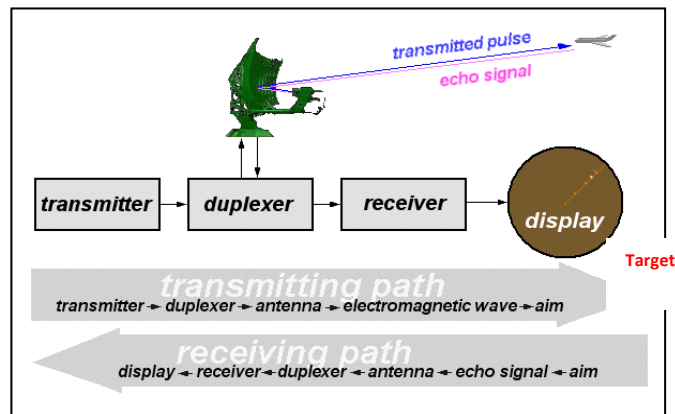 transmitted pulse
echo signal
transmitter
duplexer
receiver
display
Target
transmitting path
transmitter→duplexer→antenna→electromagnetic wave→aim
receiving path
display←receiver←duplexer←antenna←echo signal←aim